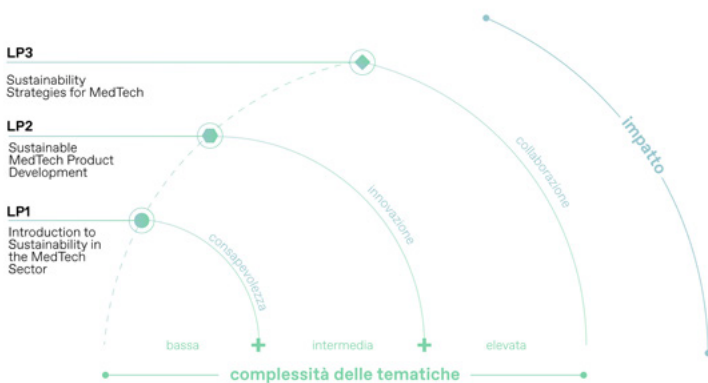 LP3
Sustainability
Strategies for MedTech
LP2
Sustainable
MedTech Product
Development
LP1
Introduction to
Sustainability in
the MedTech
Sector
consapevolezza
innovazione
collaborazione
impatto
bassa
intermedia
elevata
complessità delle tematiche